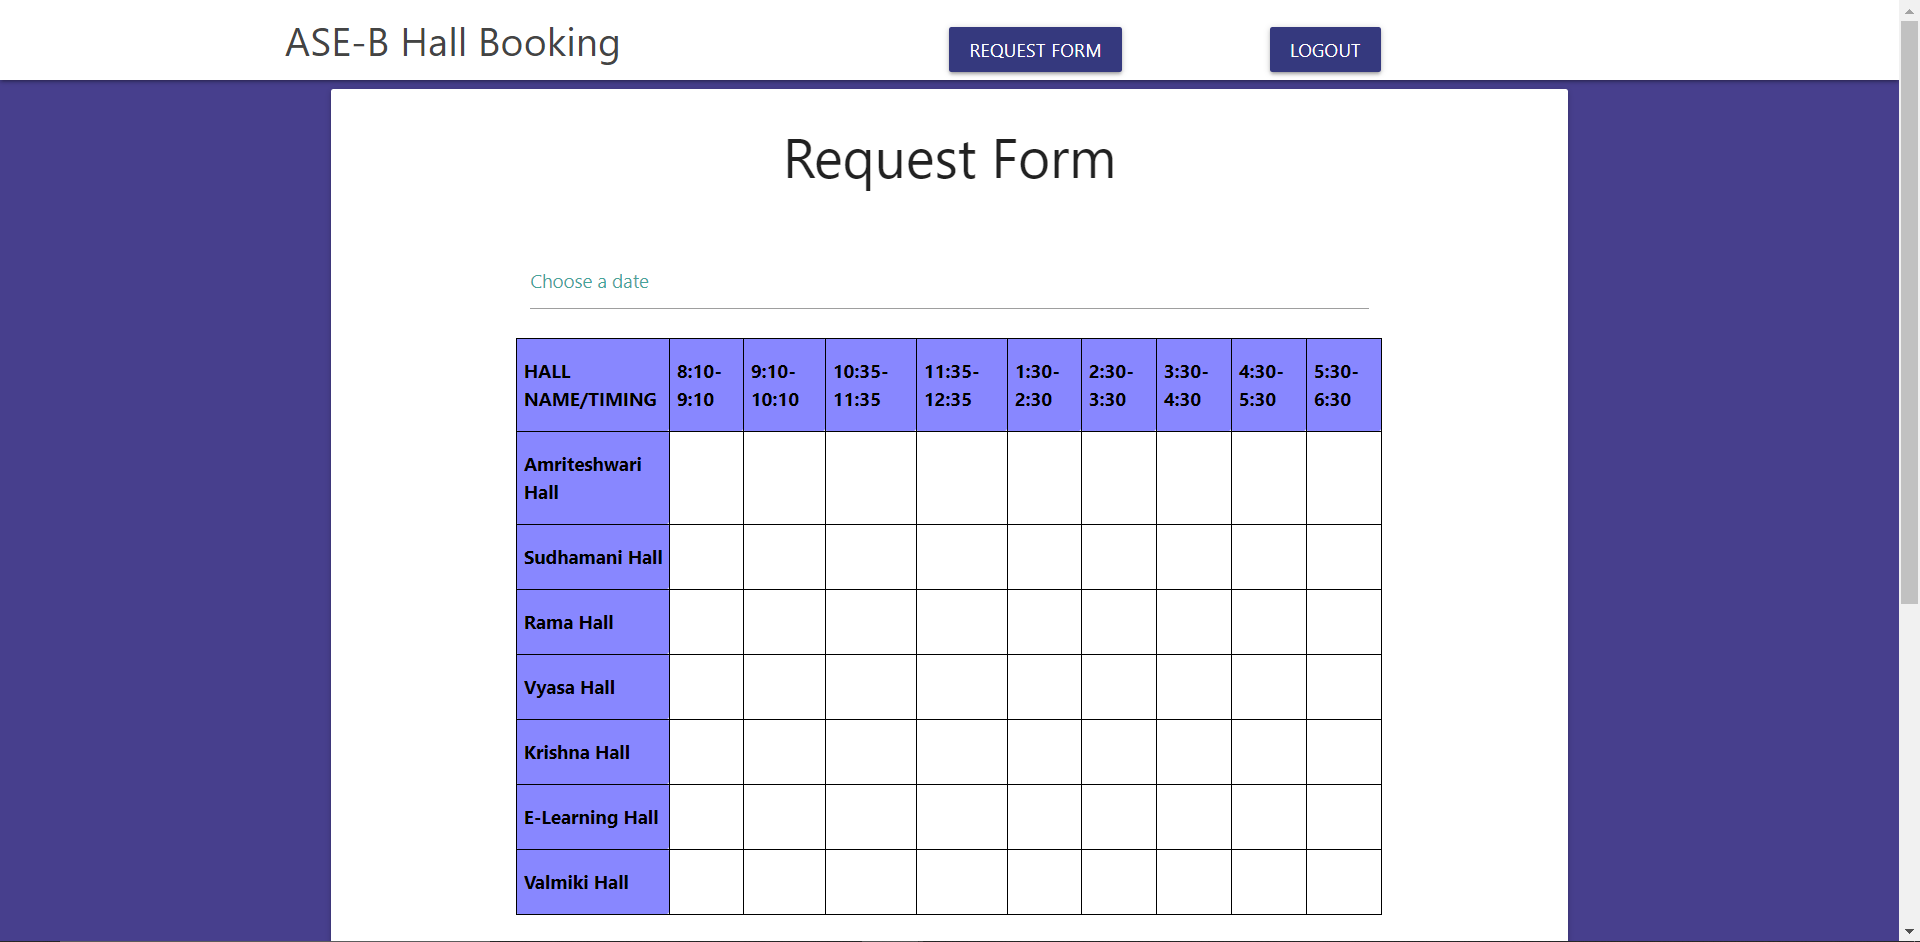 ASE-B Hall Booking
REQUEST FORM
LOGOUT
Request Form
Choose a date
HALL
NAME/TIMING
8:10-
9:10
9:10-
10:10
10:35-
11:35
11:35-
12:35
1:30-
2:30
2:30-
3:30
3:30-
4:30
4:30-
5:30
5:30-
6:30
Amriteshwari
Hall
Sudhamani Hall
Rama Hall
Vyasa Hall
Krishna Hall
E-Learning Hall
Valmiki Hall